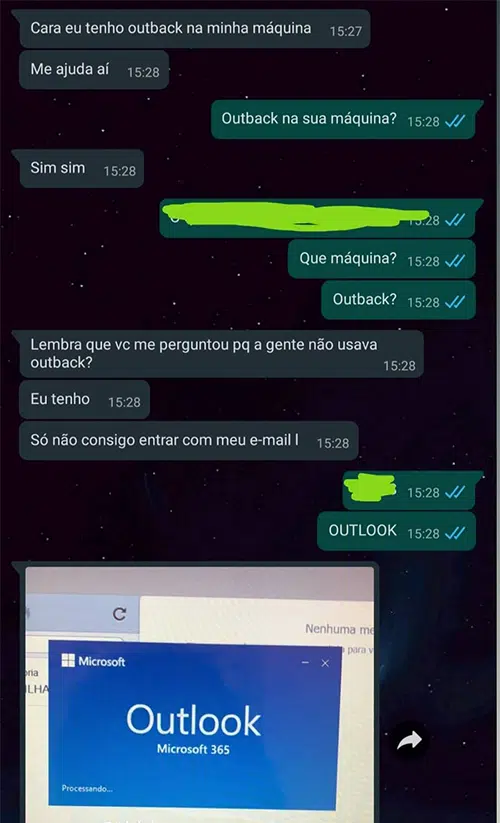 Cara eu tenho outback na minha máquina 15:27
Me ajuda aí 15:28
Outback na sua máquina? 15:28
Sim sim 15:28
15:28
Que máquina? 15:28
Outback? 15:28
Lembra que vc me perguntou pq a gente não usava
outback? 15:28
Eu tenho 15:28
Só não consigo entrar com meu e-mail l 15:28
15:28
OUTLOOK 15:28
Nenhuma me
para v
Microsoft
ILHA
Outlook
Microsoft 365
Processando...